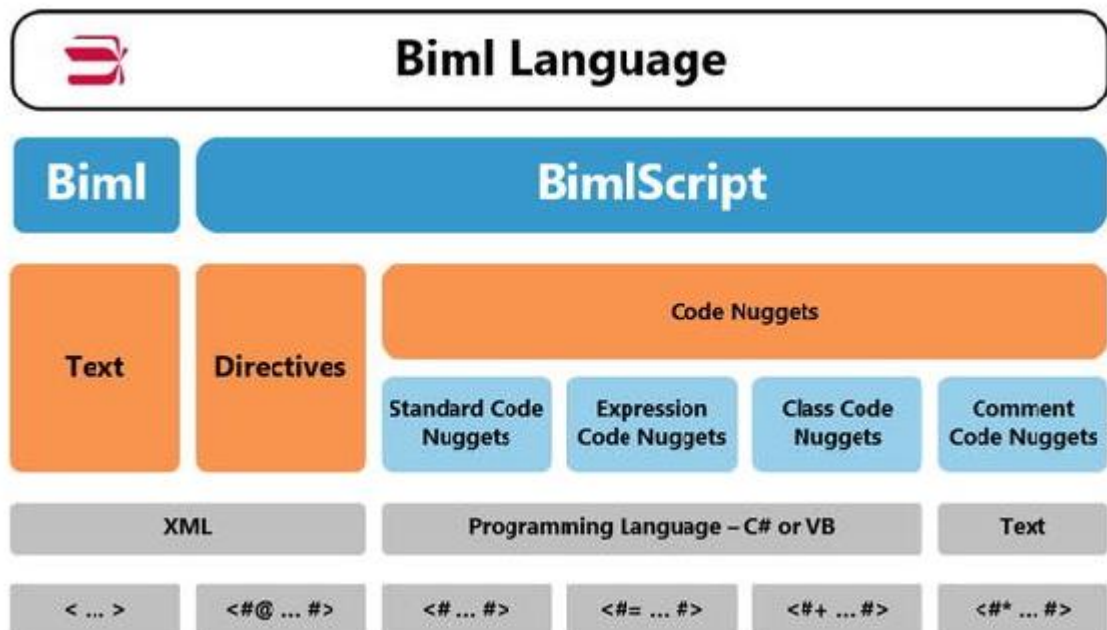 Biml Language
Biml
BimlScript
Text
Directives
Code Nuggets
Standard Code
Nuggets
Expression
Code Nuggets
Class Code
Nuggets
Comment
Code Nuggets
XML
Programming Language – C# or VB
Text
< ... >
<#@ ... #>
<# ... #>
<#= ... #>
<#+ ... #>
<#* ... #>